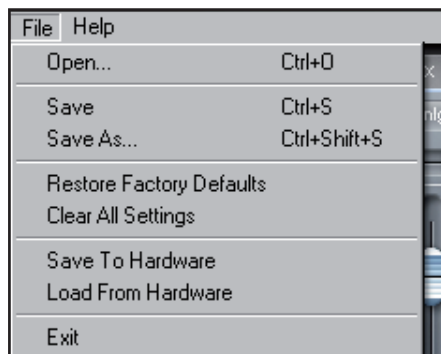 File Help
Open... Ctrl+O
Save Ctrl+S
Save As... Ctrl+Shift+S
Restore Factory Defaults
Clear All Settings
Save To Hardware
Load From Hardware
Exit